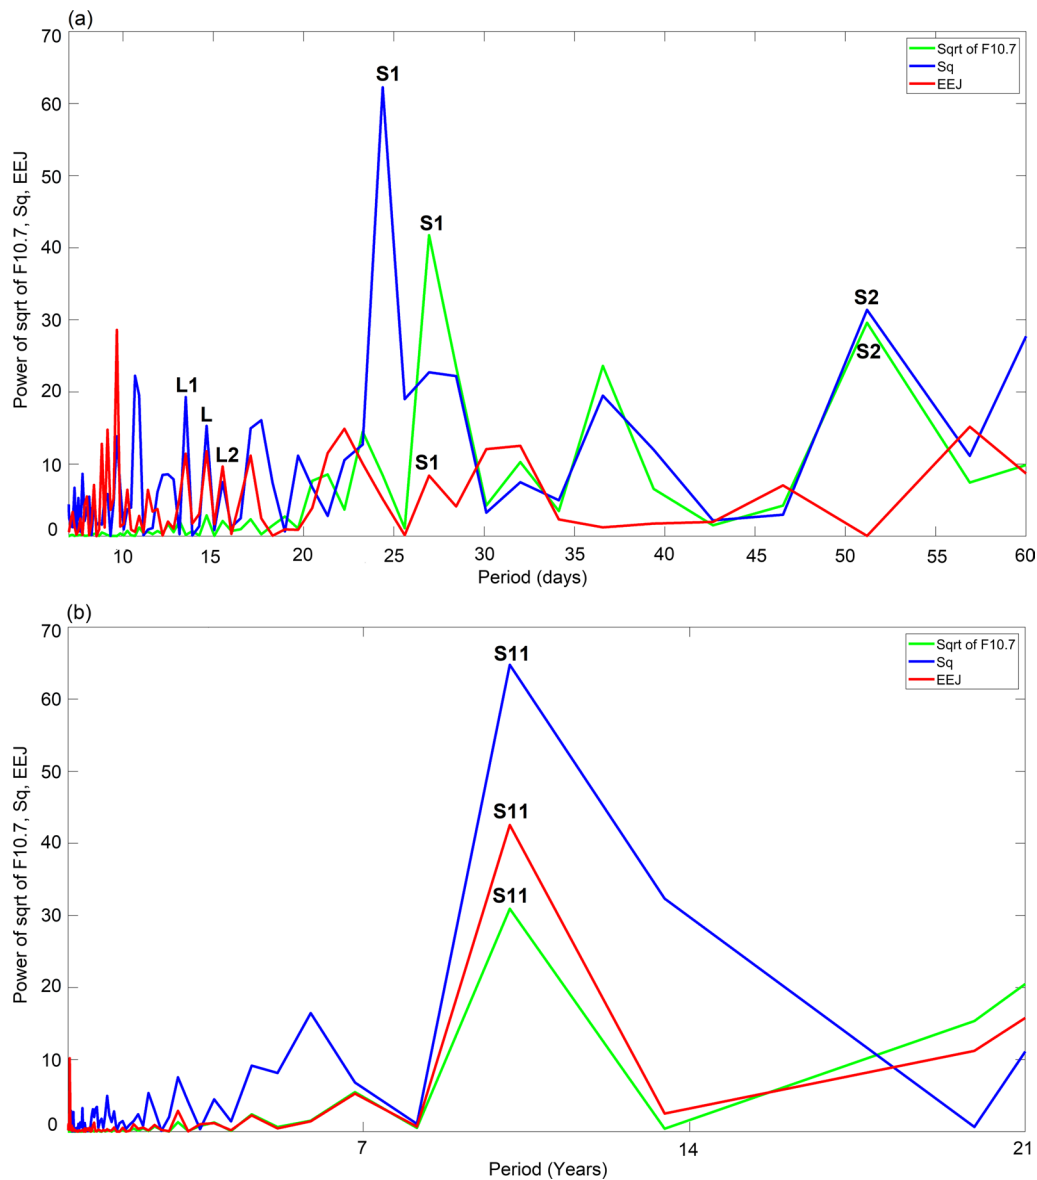 (a)
70
60
50
40
30
20
10
0
Power of sqrt of F10.7, Sq, EEJ
Sqrt of F10.7
Sq
EEJ
S1
S1
S1
S2
S2
L1
L
L2
10 15 20 25 30 35 40 45 50 55 60
Period (days)
(b)
70
60
50
40
30
20
10
0
Power of sqrt of F10.7, Sq, EEJ
Sqrt of F10.7
Sq
EEJ
S11
S11
S11
7 14 21
Period (Years)